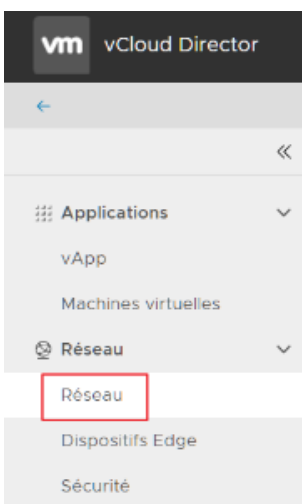 vm vCloud Director
Applications
vApp
Machines virtuelles
Réseau
Réseau
Dispositifs Edge
Sécurité